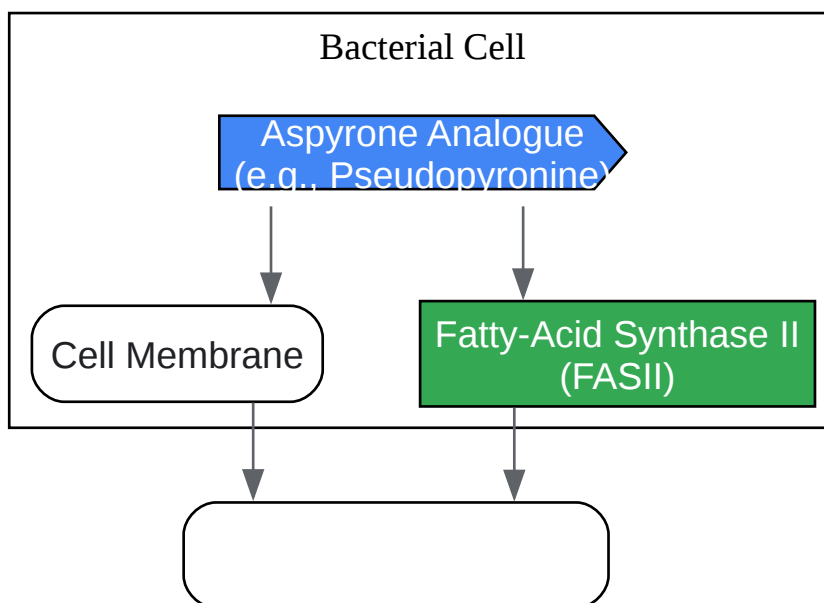 Bacterial Cell
Aspyrone Analogue
(e.g., Pseudopyronine)
Cell Membrane
Fatty-Acid Synthase II
(FASII)